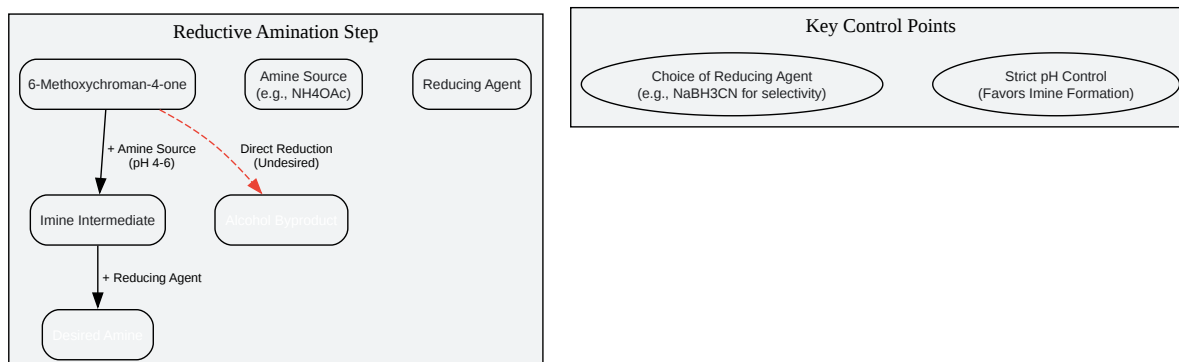 Reductive Amination Step
6-Methoxychroman-4-one
Amine Source
(e.g., NH4OAc)
Reducing Agent
+ Amine Source
(pH 4-6)
Direct Reduction
(Undesired)
Imine Intermediate
Alcohol Byproduct
+ Reducing Agent
Desired Amine
Key Control Points
Choice of Reducing Agent
(e.g., NaBH3CN for selectivity)
Strict pH Control
(Favors Imine Formation)